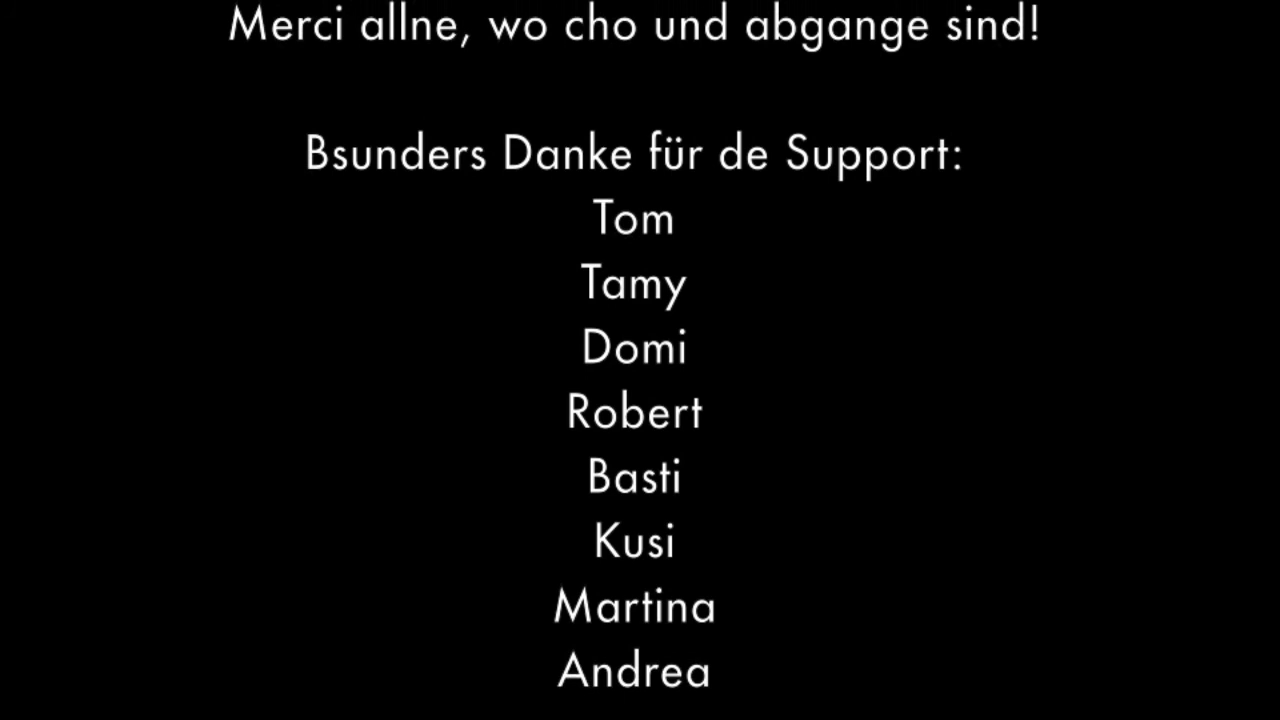 Merci allne, wo cho und abgange sind!
Bsunders Danke für de Support:
Tom
Tamy
Domi
Robert
Basti
Kusi
Martina
Andrea